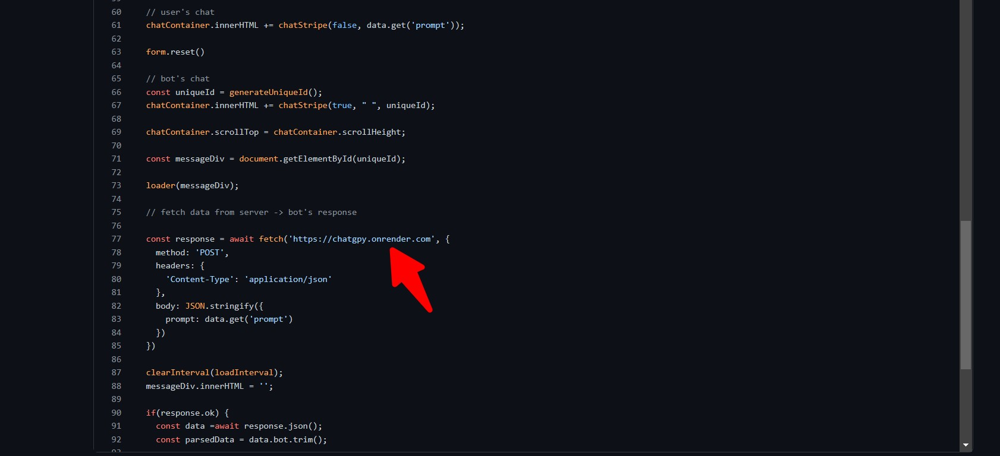 60 // user's chat
61 chatContainer.innerHTML += chatStripe(false, data.get('prompt'));
62
63 form.reset()
64
65 // bot's chat
66 const uniqueId = generateUniqueId();
67 chatContainer.innerHTML += chatStripe(true, " ", uniqueId);
68
69 chatContainer.scrollTop = chatContainer.scrollHeight;
70
71 const messageDiv = document.getElementById(uniqueId);
72
73 loader(messageDiv);
74
75 // fetch data from server -> bot's response
76
77 const response = await fetch('https://chatgpy.onrender.com', {
78 method: 'POST',
79 headers: {
80 'Content-Type': 'application/json'
81 },
82 body: JSON.stringify({
83 prompt: data.get('prompt')
84 })
85 })
86
87 clearInterval(loadInterval);
88 messageDiv.innerHTML = '';
89
90 if(response.ok) {
91 const data =await response.json();
92 const parsedData = data.bot.trim();